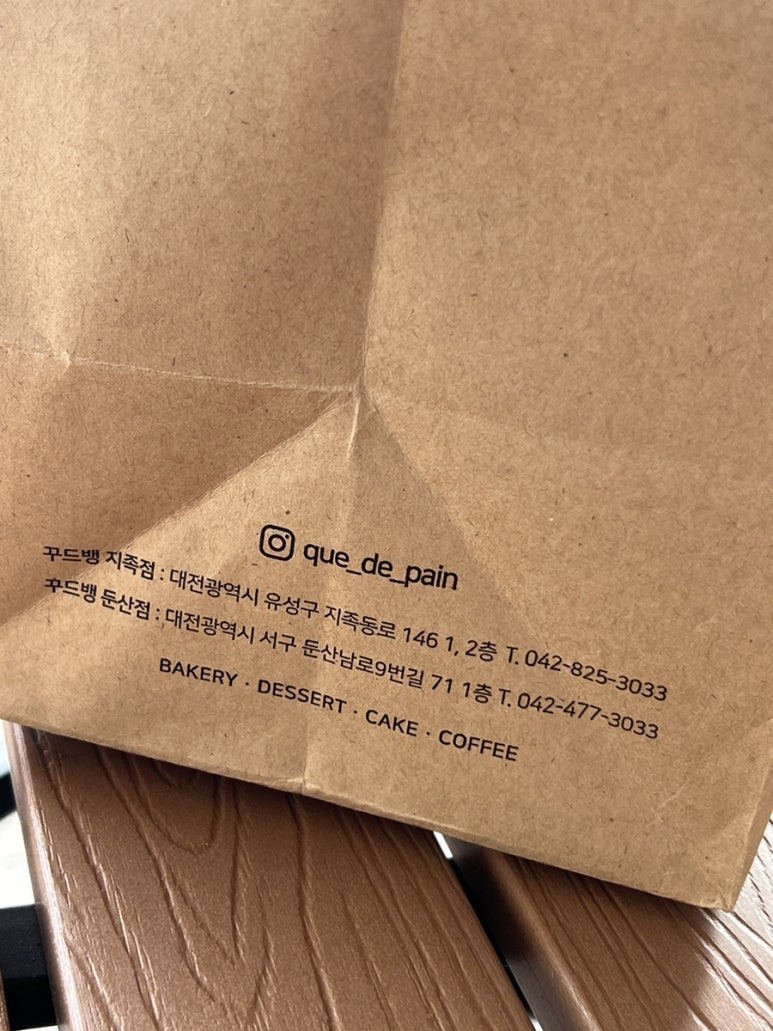 que_de_pain
꾸드뱅 지족점 : 대전광역시 유성구 지족동로 146 1, 2층 T. 042-825-3033
꾸드뱅 둔산점 : 대전광역시 서구 둔산남로9번길 71 1층 T. 042-477-3033
BAKERY · DESSERT · CAKE · COFFEE